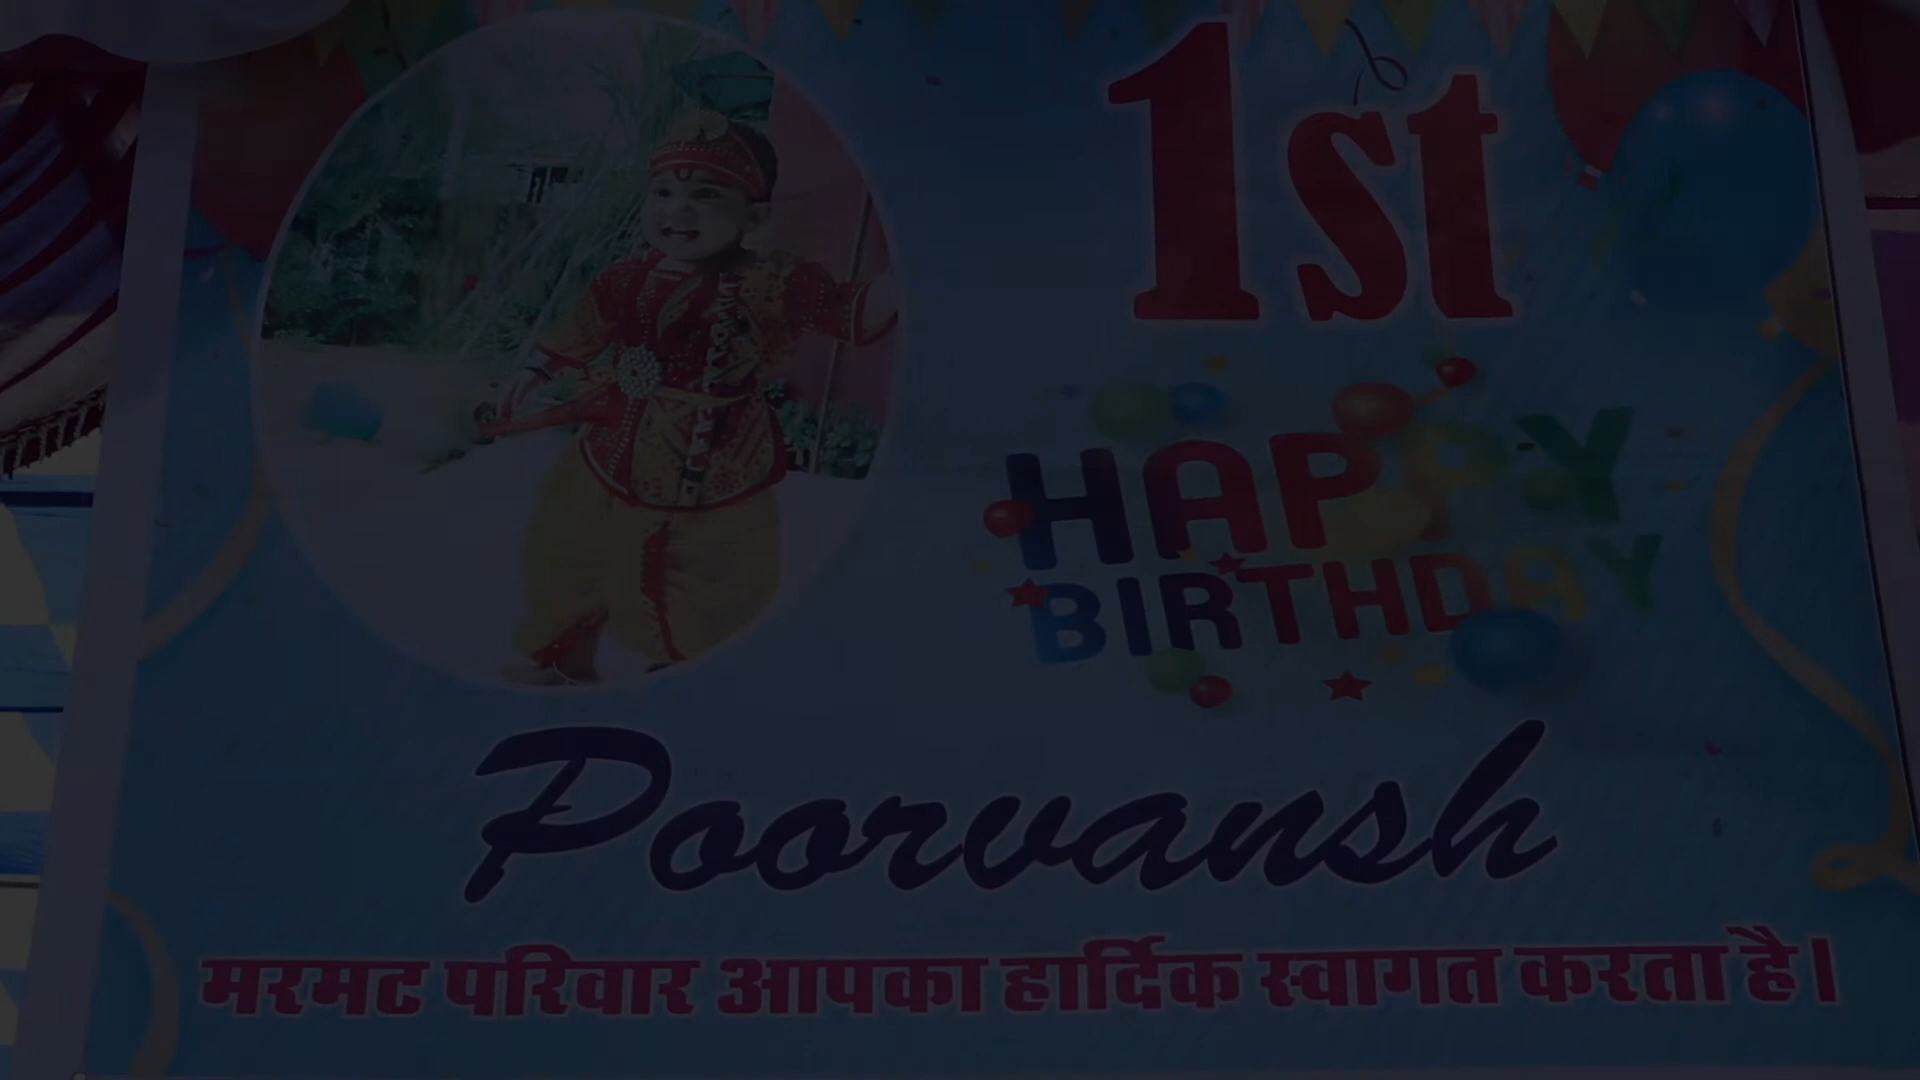 1st
HAPPY
BIRTHDAY
Poorvansh
मरमट परिवार आपका हार्दिक स्वागत करता है।